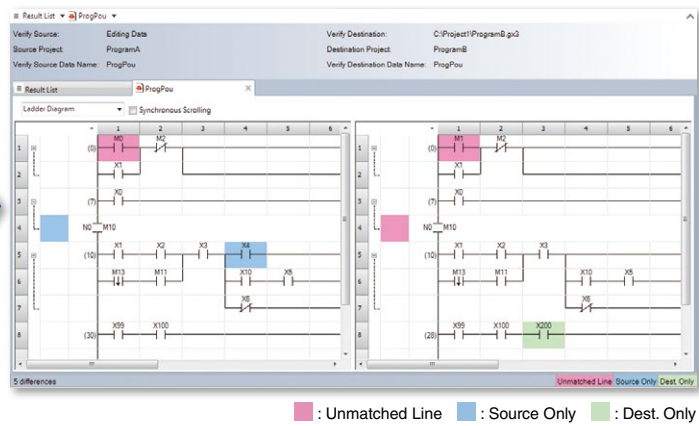 Result List ProgPou
Verify Source: Editing Data Verify Destination: C:\Project1\ProgramB.gx3
Source Project ProgramA Destination Project ProgramB
Verify Source Data Name: ProgPou Verify Destination Data Name: ProgPou
Result List ProgPou
Ladder Diagram Synchronous Scrolling
1 2 3 4 5 6 1 2 3 4 5 6
M0 M2 M1 M2
1 (0) 1 (0)
X1 X1
2 2
X0 X0
3 (7) 3 (7)
4 N0 M10 4 N0 M10
X1 X2 X3 X4 X1 X2 X3
5 (10) 5 (10)
M13 M11 X10 M13 M11 X10
6 6
7 7
X99 X100 X99 X100 X200
8 (30) 8 (28)
5 differences Unmatched Line Source Only Dest. Only
: Unmatched Line : Source Only : Dest. Only